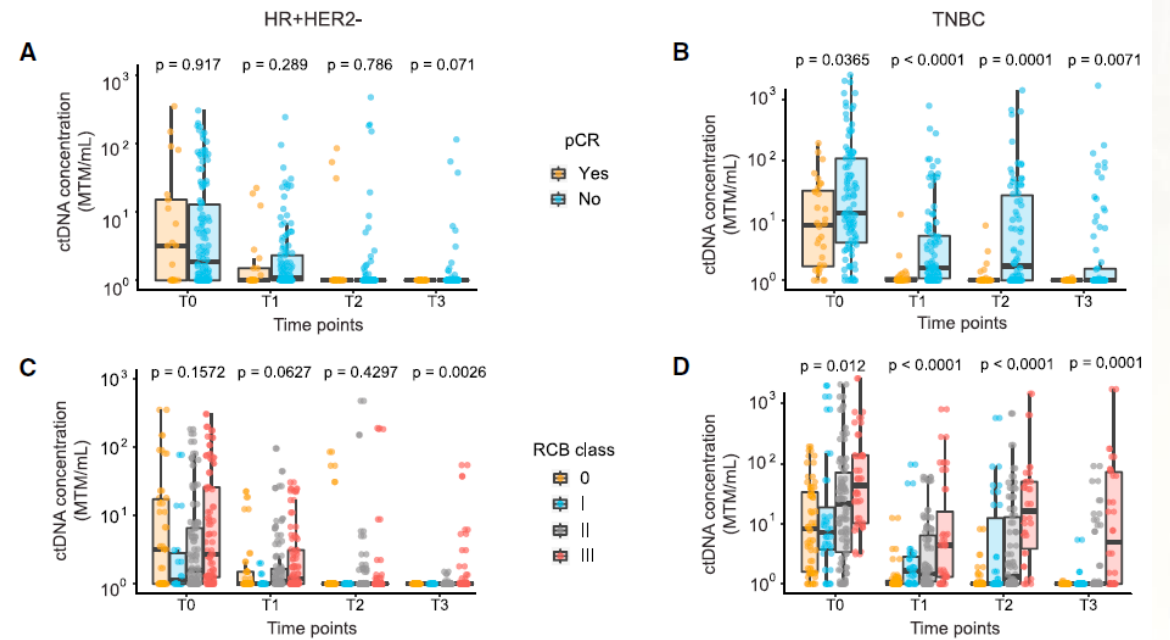 HR+HER2-
TNBC
A
p = 0.917 p = 0.289 p = 0.786 p = 0.071
ctDNA concentration
(MTM/mL)
10³
10²
10¹
10⁰
T0 T1 T2 T3
Time points
pCR
Yes
No
B
p = 0.0365 p < 0.0001 p = 0.0001 p = 0.0071
ctDNA concentration
(MTM/mL)
10³
10²
10¹
10⁰
T0 T1 T2 T3
Time points
C
p = 0.1572 p = 0.0627 p = 0.4297 p = 0.0026
ctDNA concentration
(MTM/mL)
10³
10²
10¹
10⁰
T0 T1 T2 T3
Time points
RCB class
0
I
II
III
D
p = 0.012 p < 0.0001 p < 0.0001 p = 0.0001
ctDNA concentration
(MTM/mL)
10³
10²
10¹
10⁰
T0 T1 T2 T3
Time points